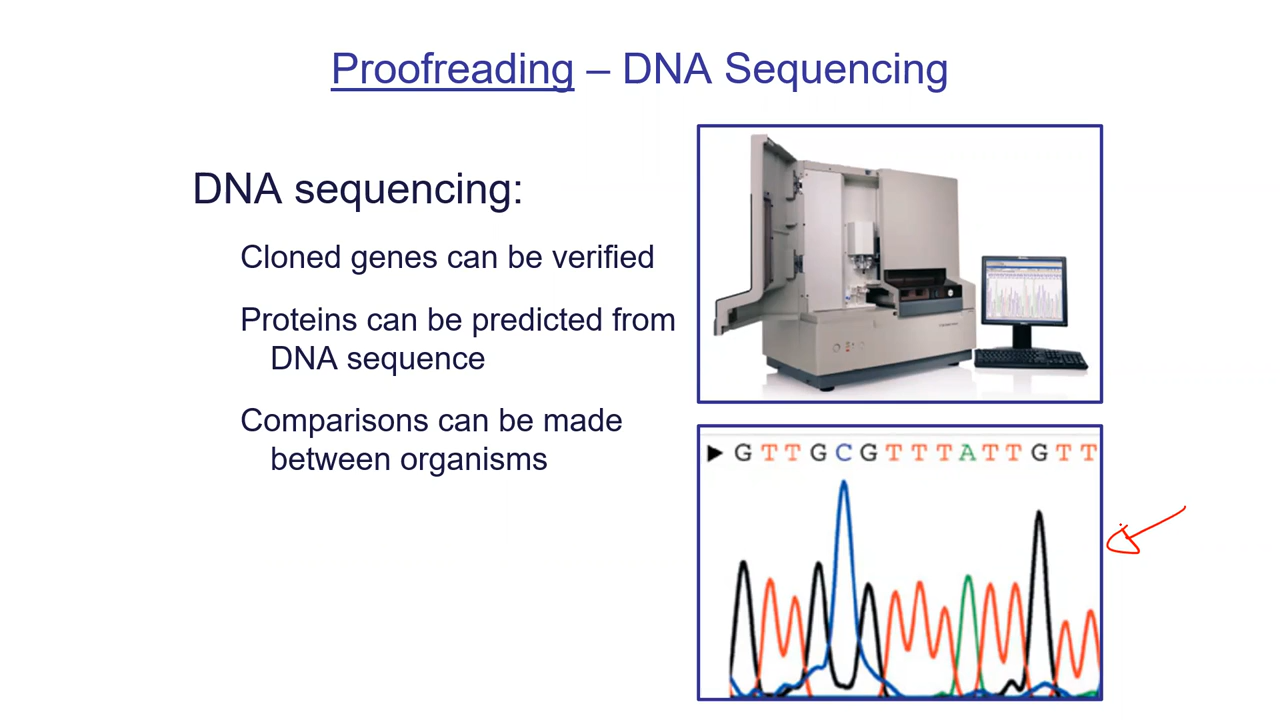 Proofreading – DNA Sequencing
DNA sequencing:
Cloned genes can be verified
Proteins can be predicted from
DNA sequence
Comparisons can be made
between organisms
GTTGCGTTTATTGTT